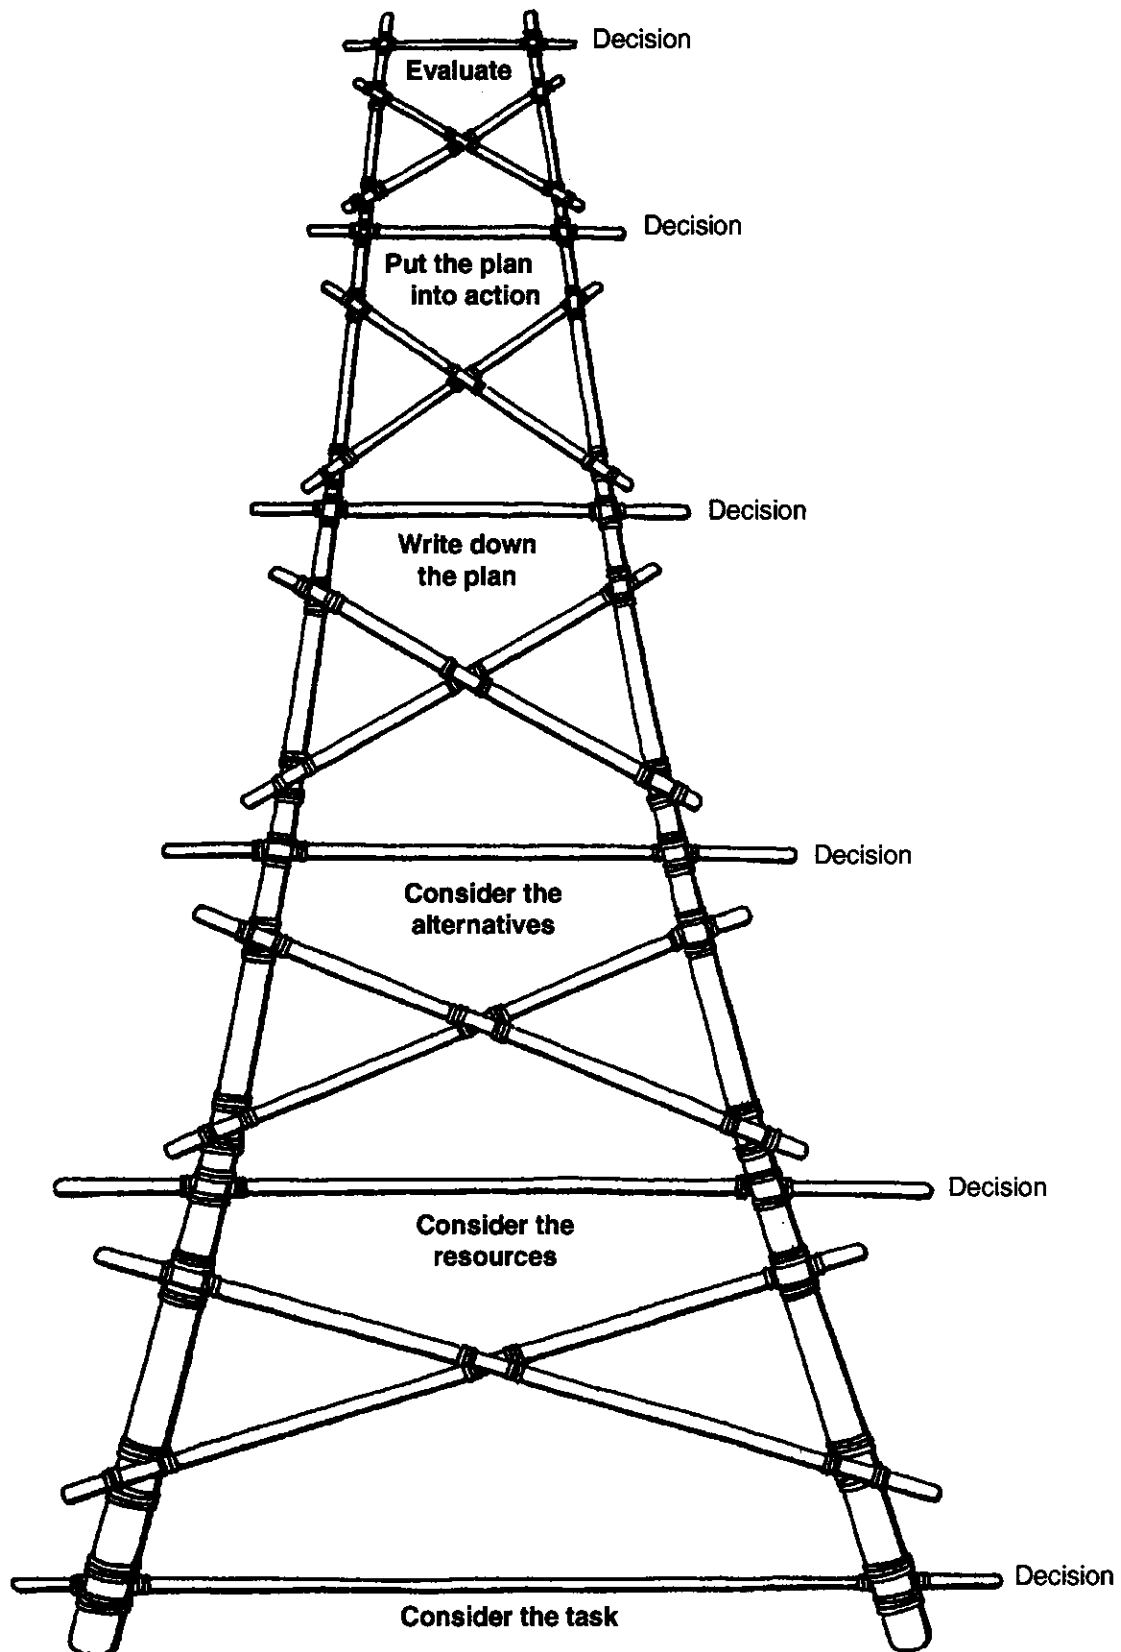 Decision
Evaluate
Decision
Put the plan
into action
Decision
Write down
the plan
Decision
Consider the
alternatives
Decision
Consider the
resources
Decision
Consider the task